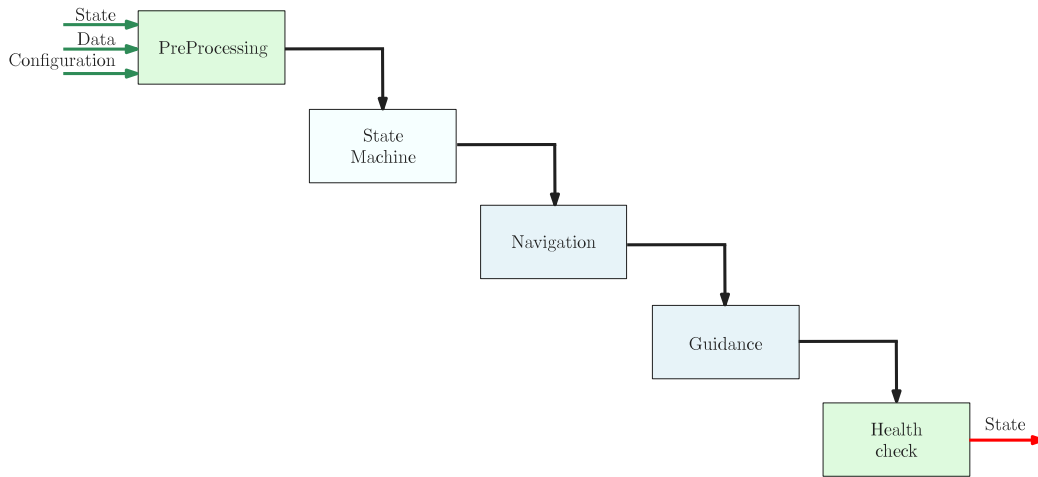 State
Data
Configuration
PreProcessing
State
Machine
Navigation
Guidance
Health
check
State